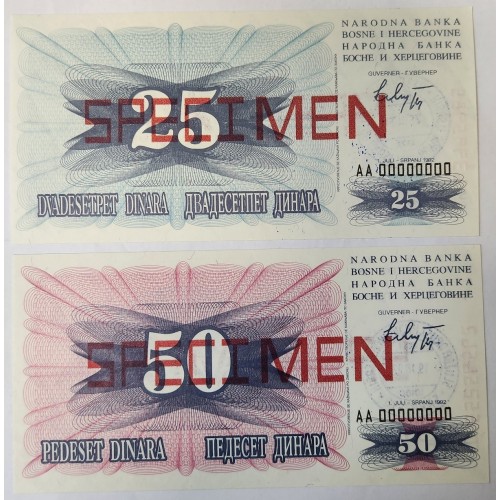 NARODNA BANKA
BOSNE I HERCEGOVINE
НАРОДНА БАНКА
БОСНЕ И ХЕРЦЕГОВИНЕ
GUVERNER - ГУВЕРНЕР
SPECIMEN
25
1. JULI - SRPANJ 1992
AA 00000000
DVADESETPET DINARA ДВАДЕСЕТПЕТ ДИНАРА
25
NARODNA BANKA
BOSNE I HERCEGOVINE
НАРОДНА БАНКА
БОСНЕ И ХЕРЦЕГОВИНЕ
GUVERNER - ГУВЕРНЕР
SPECIMEN
50
1. JULI - SRPANJ 1992
AA 00000000
PEDESET DINARA ПЕДЕСЕТ ДИНАРА
50